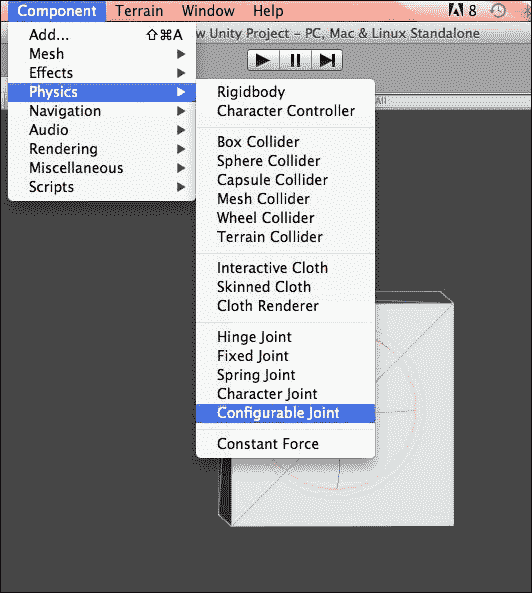 Component Terrain Window Help 8
w Unity Project – PC, Mac & Linux Standalone
Add... ⇧⌘A
Mesh
Effects
Physics
Navigation
Audio
Rendering
Miscellaneous
Scripts
All
Rigidbody
Character Controller
Box Collider
Sphere Collider
Capsule Collider
Mesh Collider
Wheel Collider
Terrain Collider
Interactive Cloth
Skinned Cloth
Cloth Renderer
Hinge Joint
Fixed Joint
Spring Joint
Character Joint
Configurable Joint
Constant Force